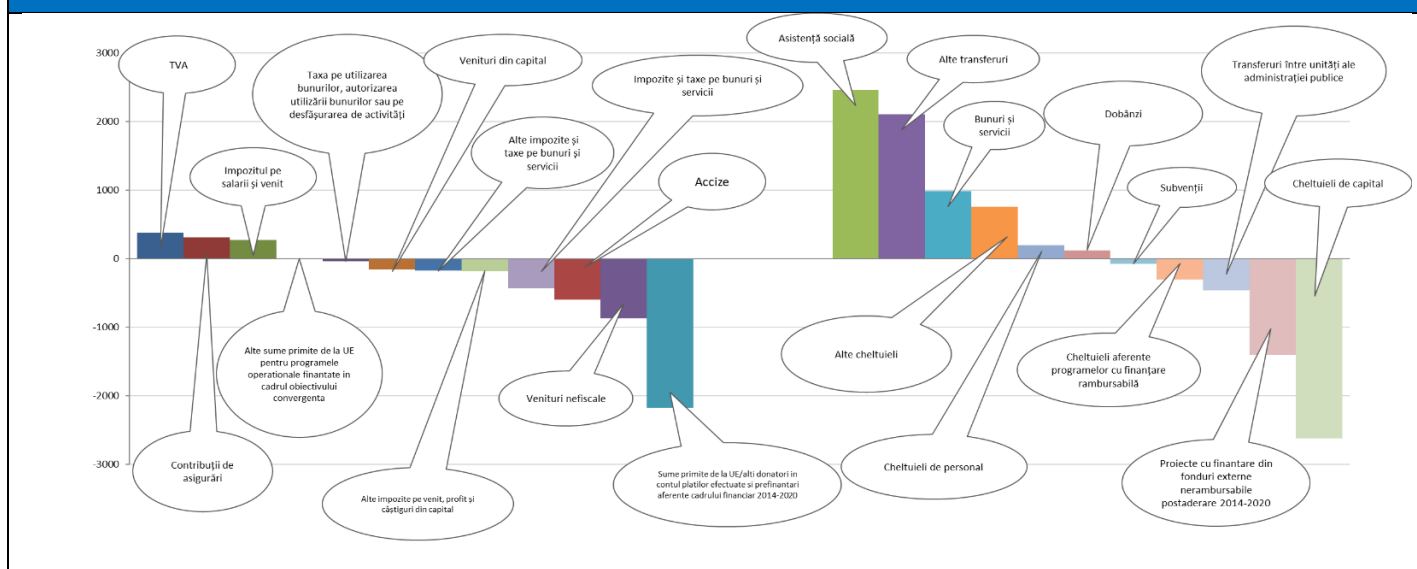 3000
2000
1000
0
-1000
-2000
-3000
TVA
Taxa pe utilizarea
bunurilor, autorizarea
utilizării bunurilor sau pe
desfășurarea de activități
Venituri din capital
Impozite și taxe pe bunuri și
servicii
Alte impozite și
taxe pe bunuri și
servicii
Impozitul pe
salarii și venit
Accize
Alte sume primite de la UE
pentru programele
operationale finantate in
cadrul obiectivului
convergenta
Contribuții de
asigurări
Alte impozite pe venit, profit și
câștiguri din capital
Venituri nefiscale
Sume primite de la UE/alti donatori in
contul platilor efectuate si prefinantari
aferente cadrului financiar 2014-2020
Asistență socială
Alte transferuri
Bunuri și
servicii
Dobânzi
Transferuri între unități ale
administrației publice
Subvenții
Cheltuieli de capital
Alte cheltuieli
Cheltuieli aferente
programelor cu finanțare
rambursabilă
Cheltuieli de personal
Proiecte cu finantare din
fonduri externe
nerambursabile
postaderare 2014-2020